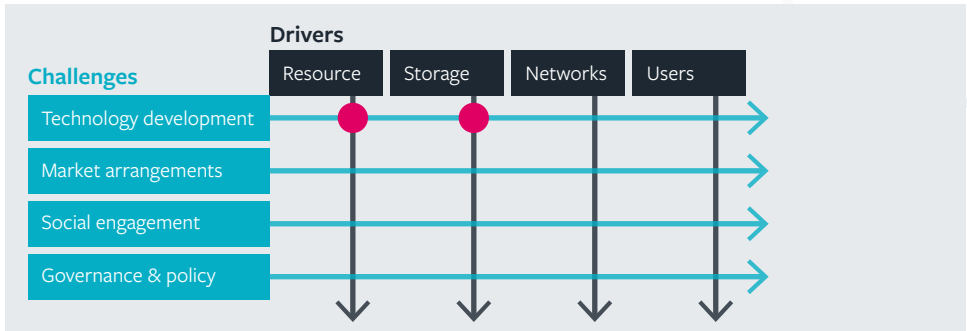 Drivers
Resource Storage Networks Users
Challenges
Technology development
Market arrangements
Social engagement
Governance & policy